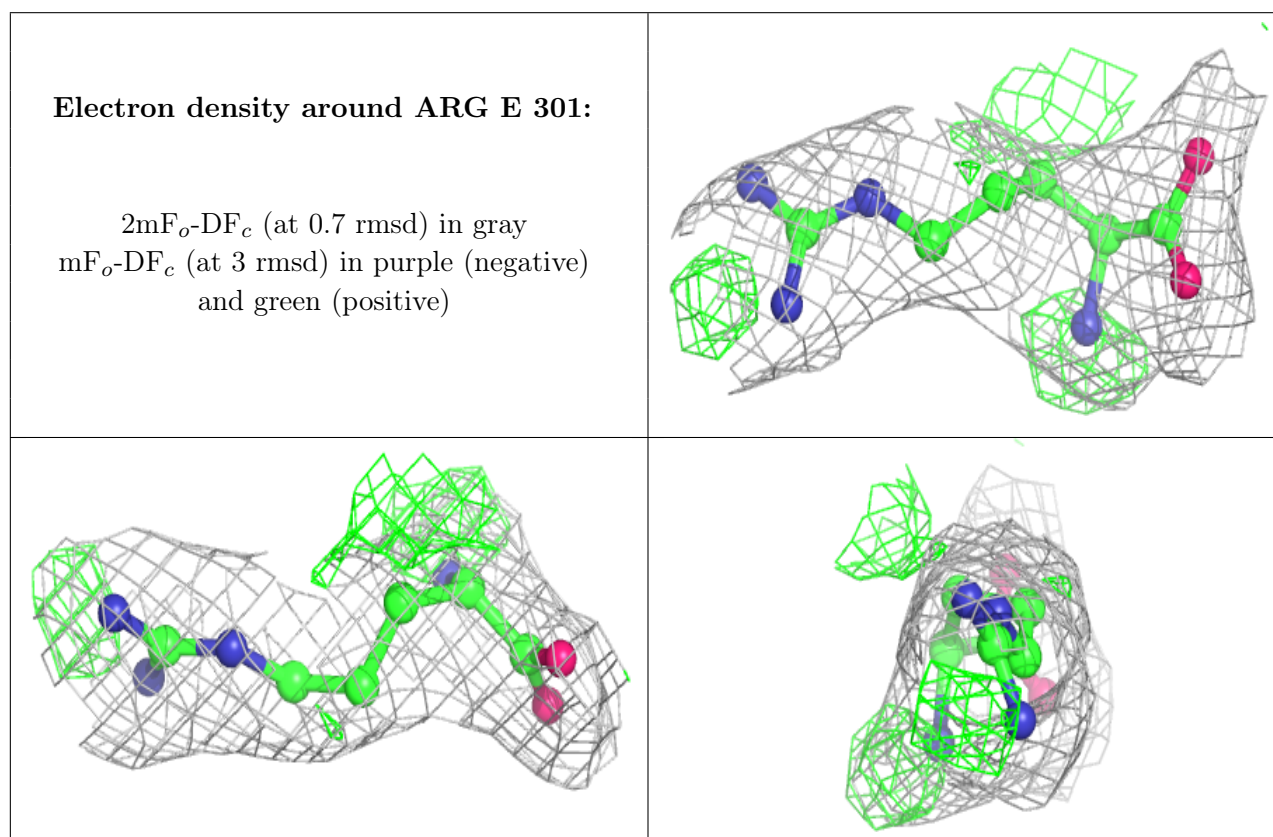 Electron density around ARG E 301:
2mFo-DFc (at 0.7 rmsd) in gray
mFo-DFc (at 3 rmsd) in purple (negative)
and green (positive)